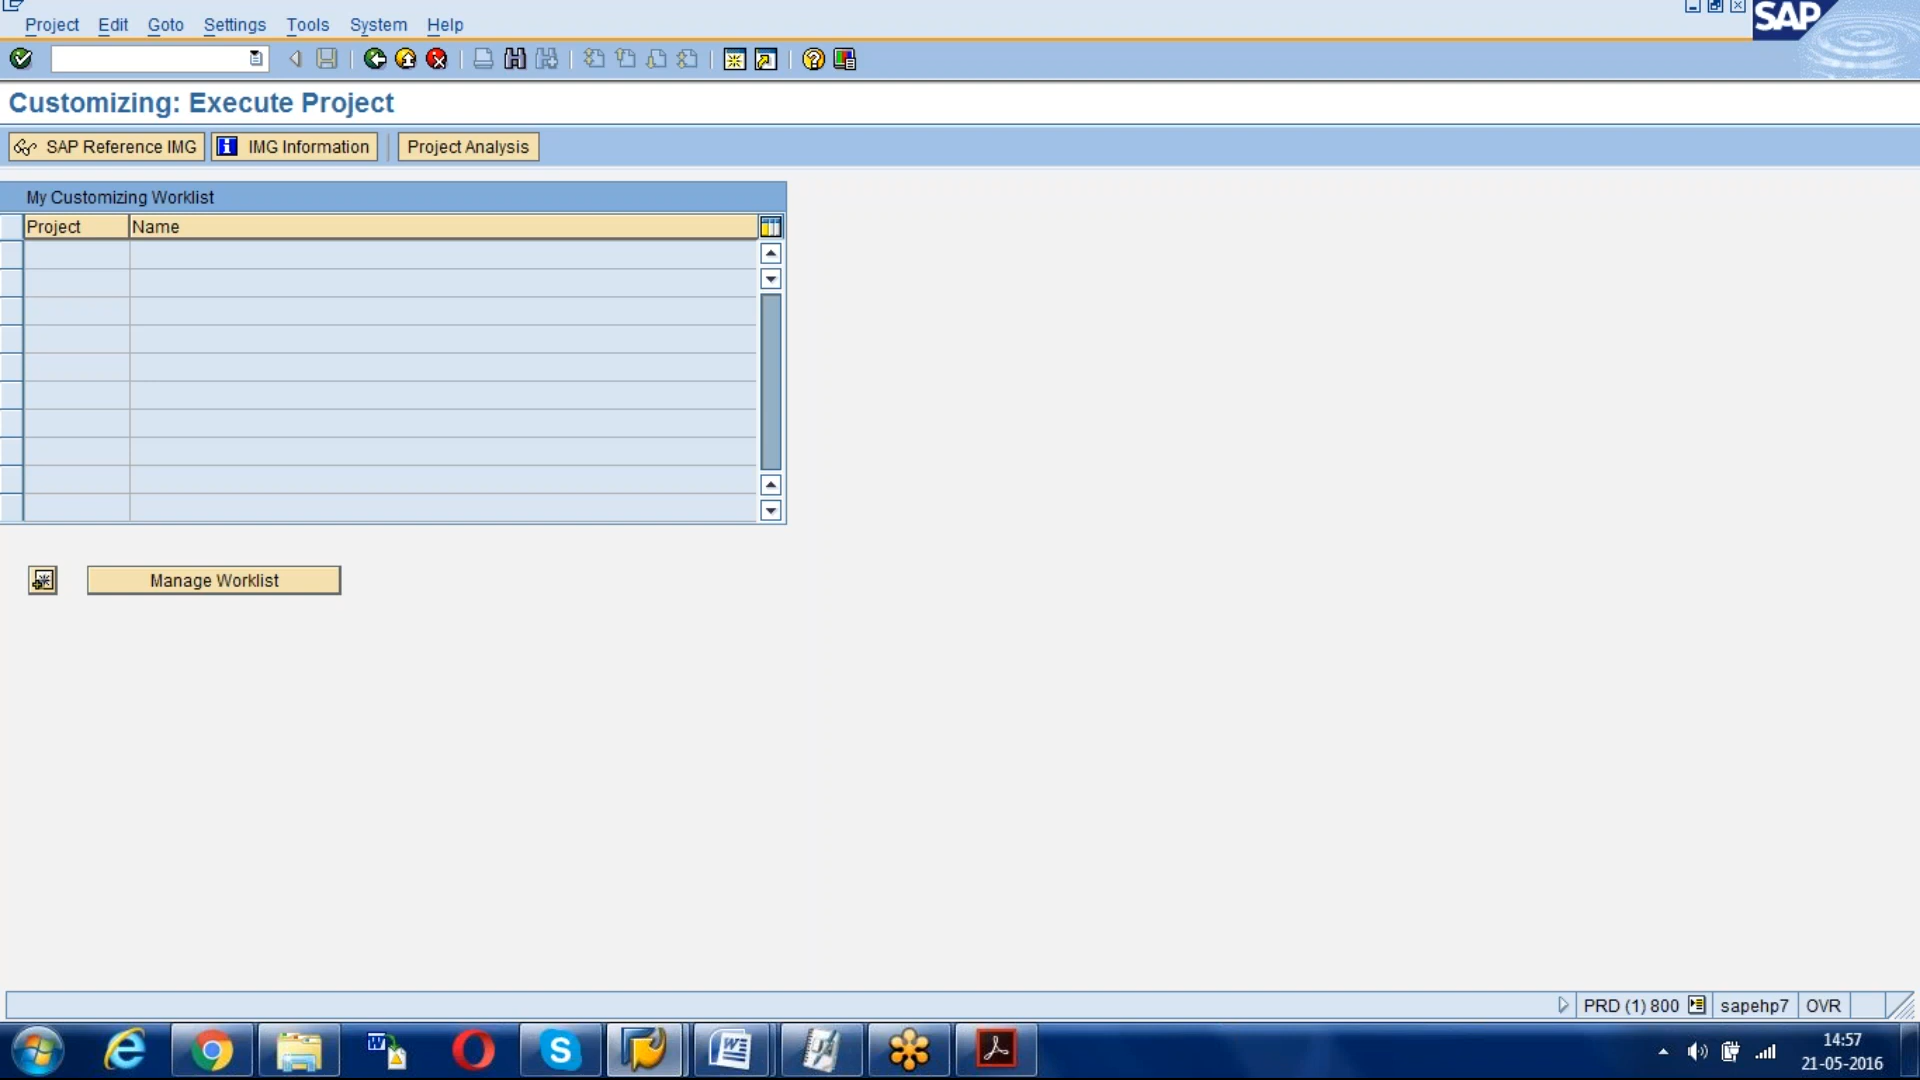 Project Edit Goto Settings Tools System Help
SAP
Customizing: Execute Project
SAP Reference IMG IMG Information Project Analysis
My Customizing Worklist
Project Name
Manage Worklist
PRD (1) 800 sapehp7 OVR
14:57
21-05-2016